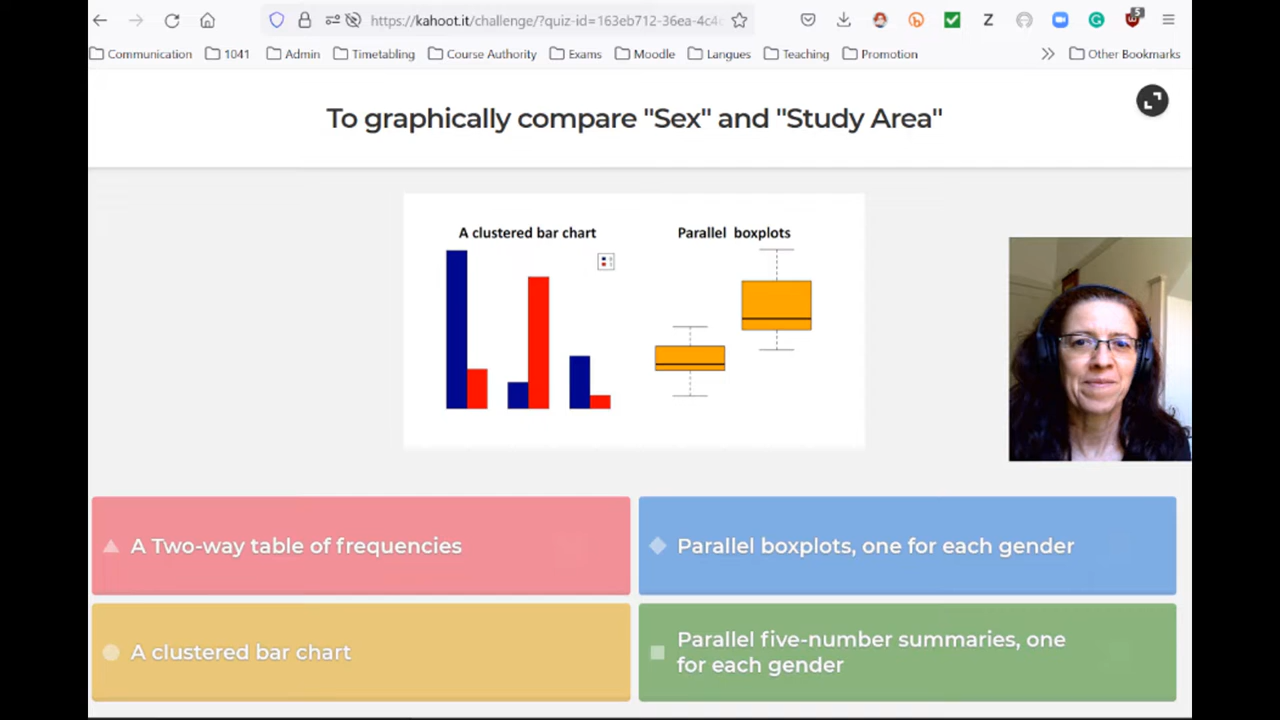 https://kahoot.it/challenge/?quiz-id=163eb712-36ea-4c4c
Z
5
Communication 1041 Admin Timetabling Course Authority Exams Moodle Langues Teaching Promotion Other Bookmarks
To graphically compare "Sex" and "Study Area"
A clustered bar chart Parallel boxplots
A Two-way table of frequencies
Parallel boxplots, one for each gender
A clustered bar chart
Parallel five-number summaries, one
for each gender